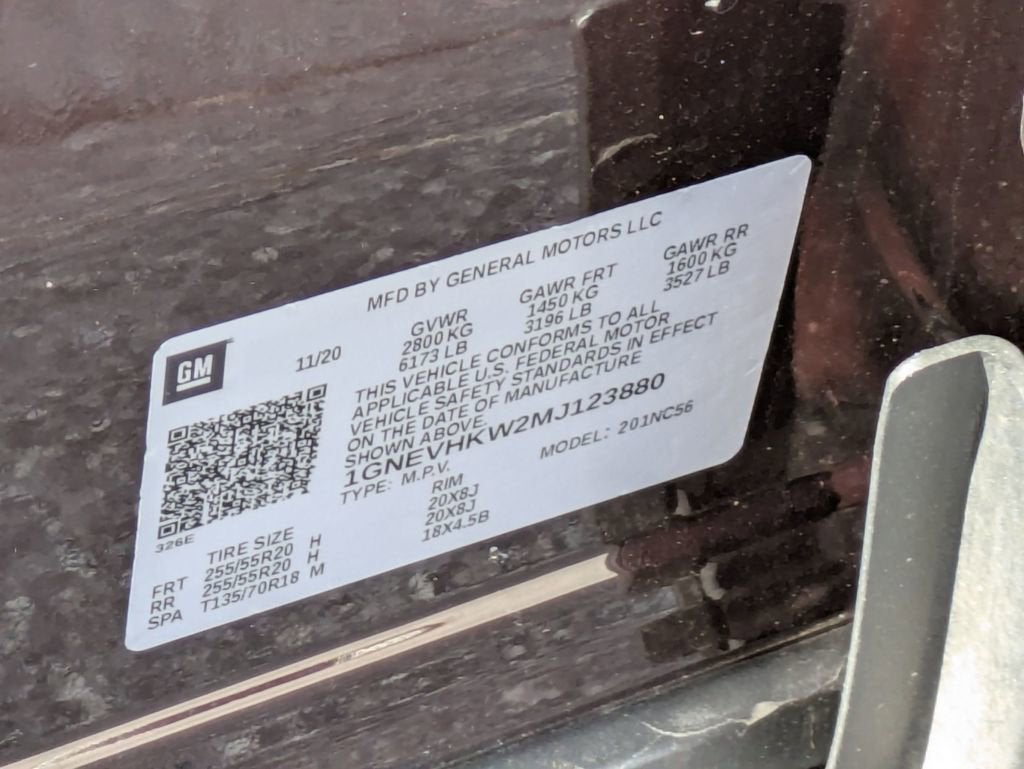 MFD BY GENERAL MOTORS LLC
GM
11/20
GVWR GAWR FRT GAWR RR
2800 KG 1450 KG 1600 KG
6173 LB 3196 LB 3527 LB
THIS VEHICLE CONFORMS TO ALL
APPLICABLE U.S. FEDERAL MOTOR
VEHICLE SAFETY STANDARDS IN EFFECT
ON THE DATE OF MANUFACTURE
SHOWN ABOVE.
1GNEVHKW2MJ123880
TYPE: M.P.V. MODEL: 201NC56
326E
TIRE SIZE RIM
FRT 255/55R20 H 20X8J
RR 255/55R20 H 20X8J
SPA T135/70R18 M 18X4.5B